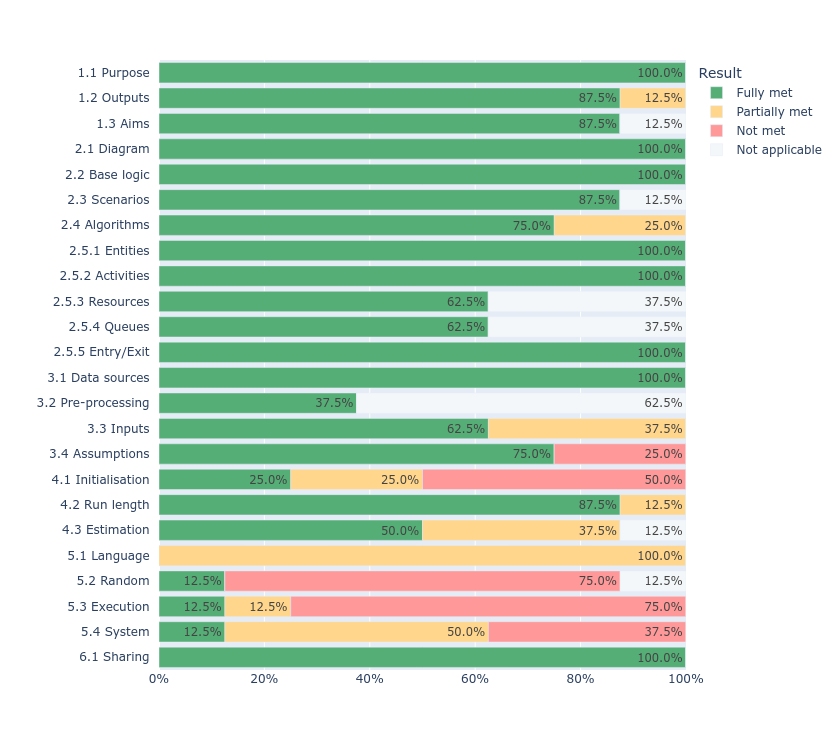 1.1 Purpose 100.0%
1.2 Outputs 87.5% 12.5%
1.3 Aims 87.5% 12.5%
2.1 Diagram 100.0%
2.2 Base logic 100.0%
2.3 Scenarios 87.5% 12.5%
2.4 Algorithms 75.0% 25.0%
2.5.1 Entities 100.0%
2.5.2 Activities 100.0%
2.5.3 Resources 62.5% 37.5%
2.5.4 Queues 62.5% 37.5%
2.5.5 Entry/Exit 100.0%
3.1 Data sources 100.0%
3.2 Pre-processing 37.5% 62.5%
3.3 Inputs 62.5% 37.5%
3.4 Assumptions 75.0% 25.0%
4.1 Initialisation 25.0% 25.0% 50.0%
4.2 Run length 87.5% 12.5%
4.3 Estimation 50.0% 37.5% 12.5%
5.1 Language 100.0%
5.2 Random 12.5% 75.0% 12.5%
5.3 Execution 12.5% 12.5% 75.0%
5.4 System 12.5% 50.0% 37.5%
6.1 Sharing 100.0%
0% 20% 40% 60% 80% 100%
Result
Fully met
Partially met
Not met
Not applicable